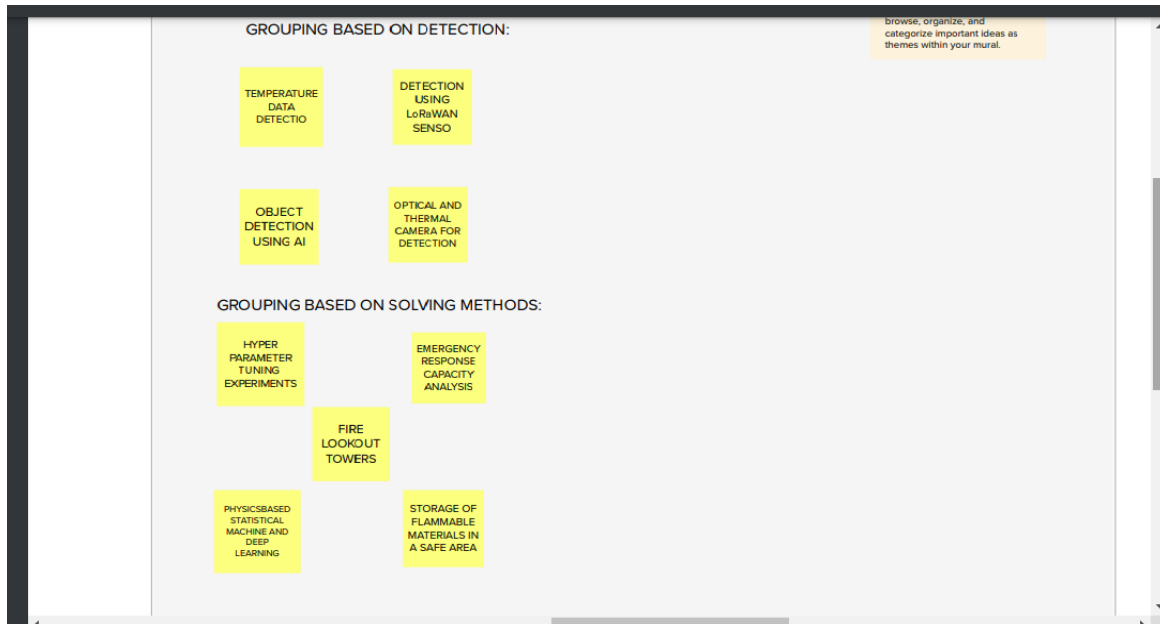 browse, organize, and
categorize important ideas as
themes within your mural.
GROUPING BASED ON DETECTION:
TEMPERATURE
DATA
DETECTIO
DETECTION
USING
LoRaWAN
SENSO
OBJECT
DETECTION
USING AI
OPTICAL AND
THERMAL
CAMERA FOR
DETECTION
GROUPING BASED ON SOLVING METHODS:
HYPER
PARAMETER
TUNING
EXPERIMENTS
EMERGENCY
RESPONSE
CAPACITY
ANALYSIS
FIRE
LOOKOUT
TOWERS
PHYSICSBASED
STATISTICAL
MACHINE AND
DEEP
LEARNING
STORAGE OF
FLAMMABLE
MATERIALS IN
A SAFE AREA